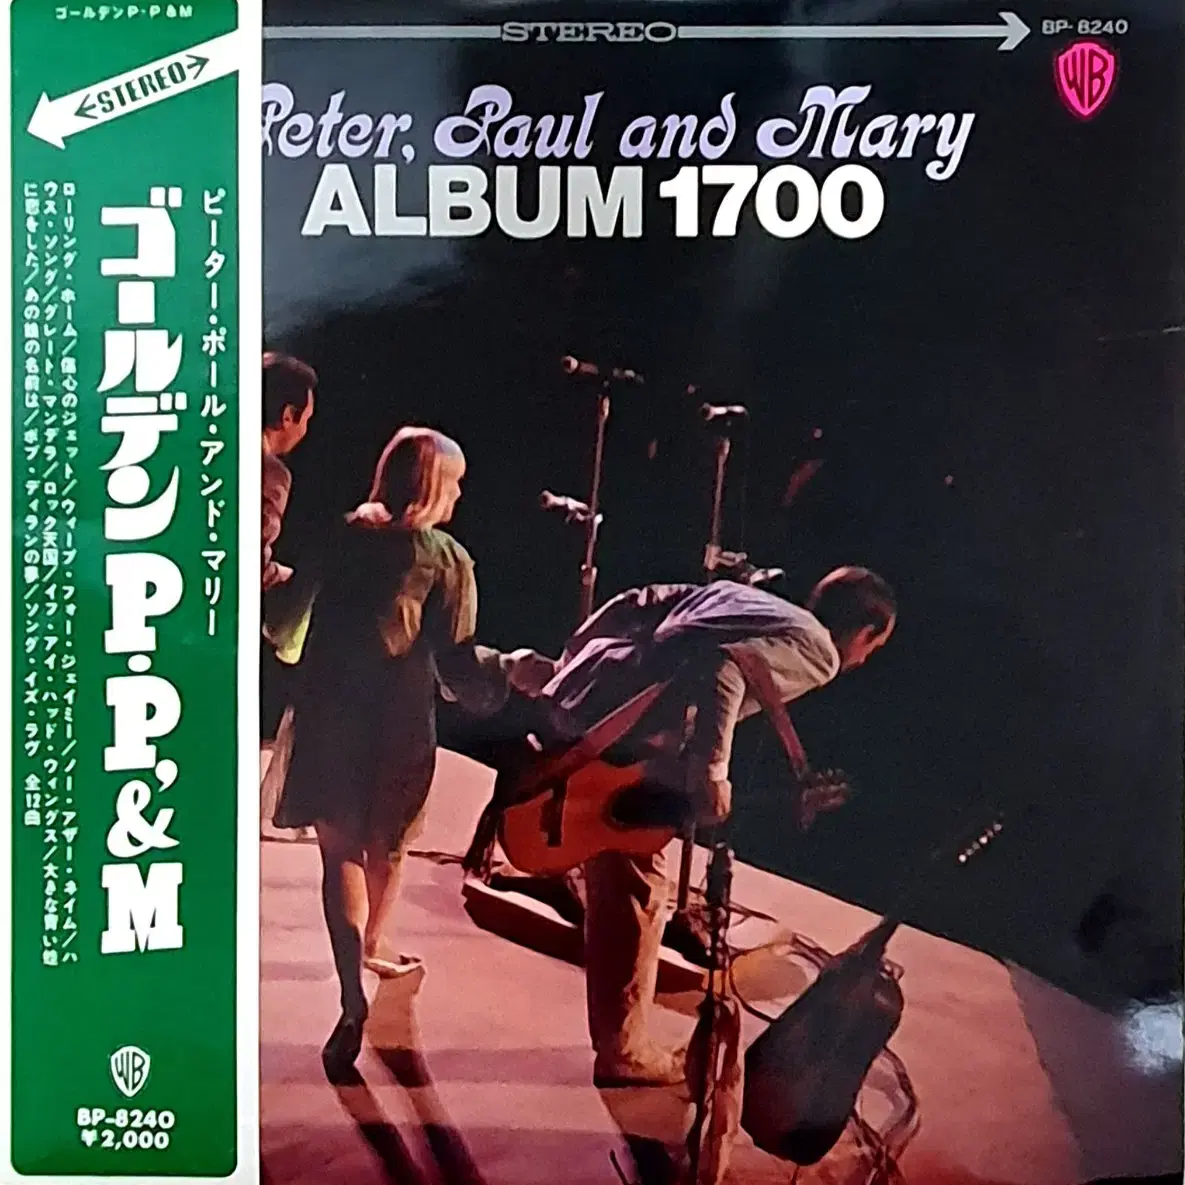 ゴールデンP・P&M
STEREO
STEREO
BP-8240
WB
Peter, Paul and Mary
ALBUM 1700
ピーター・ポール・アンド・マリー
ゴールデンP.P,&M
ローリング・ホーム/傷心のジェット/ウィープ・フォー・ジェイミー/ノー・アザー・ネイム/ハ
ウス・ソング/グレート・マンデラ/ロック天国/イフ・アイ・ハッド・ウィングス/大きな青い蛙
に恋をした/あの娘の名前は/ボブ・ディランの夢/ソング・イズ・ラヴ 全12曲
WB
BP-8240
¥2,000